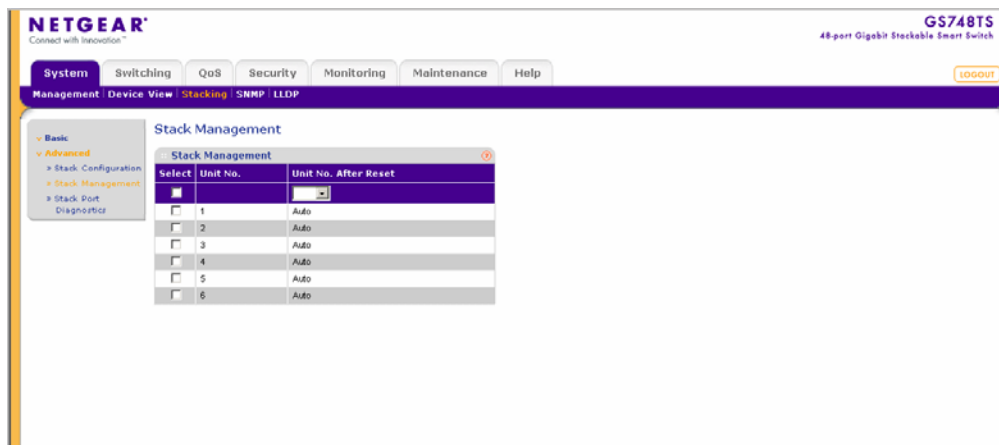 NETGEAR
Connect with Innovation™
GS748TS
48-port Gigabit Stackable Smart Switch
System Switching QoS Security Monitoring Maintenance Help
LOGOUT
Management Device View Stacking SNMP LLDP
Basic
Advanced
Stack Configuration
Stack Management
Stack Port
Diagnostics
Stack Management
Stack Management
Select Unit No. Unit No. After Reset
1 Auto
2 Auto
3 Auto
4 Auto
5 Auto
6 Auto